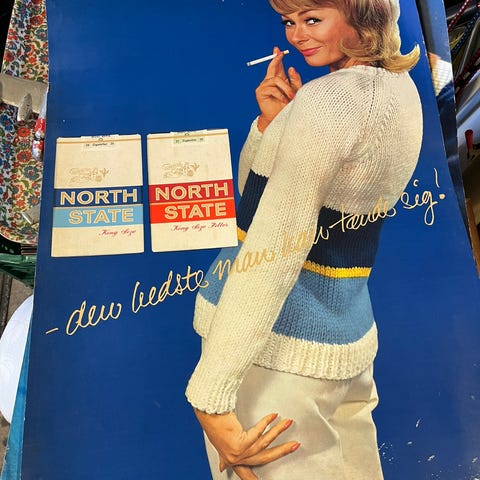 NORTH
STATE
King Size
NORTH
STATE
King Size Filter
- den bedste man kan tænde sig!